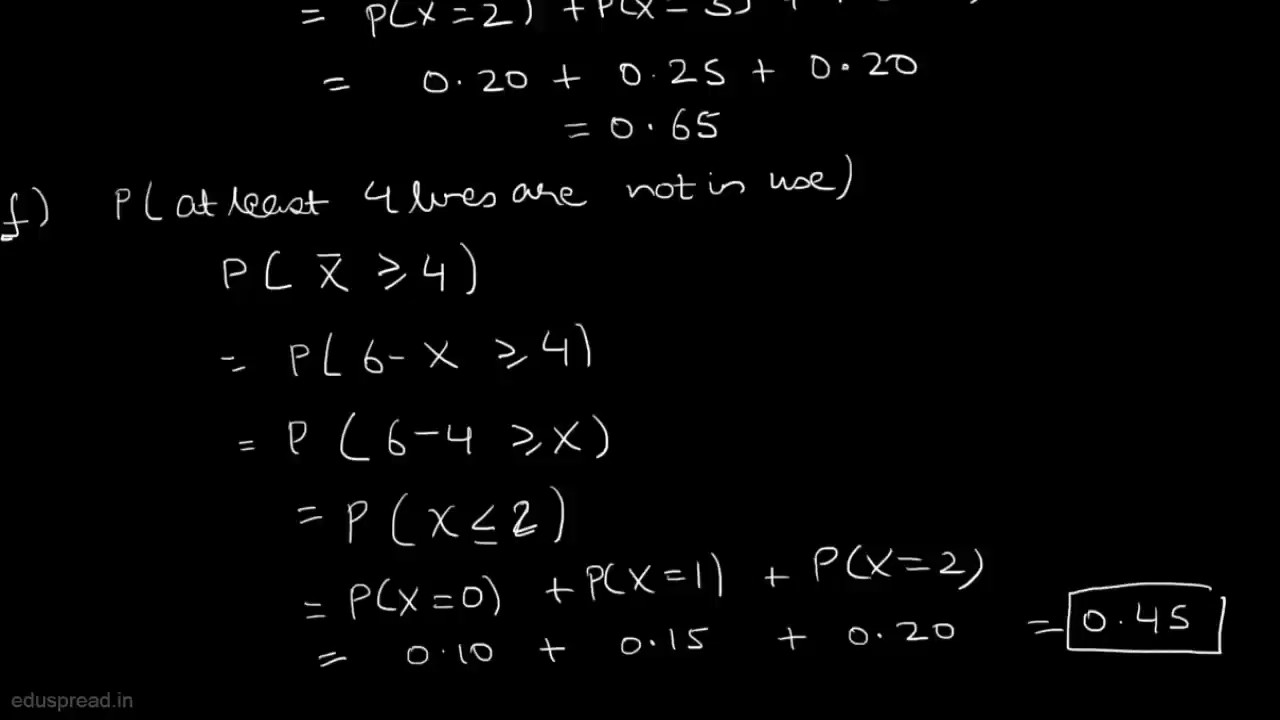 = P(X=2) + P(X=3) +
= 0.20 + 0.25 + 0.20
= 0.65
f) P(at least 4 lines are not in use)
P( X̄ ≥ 4)
= P( 6 - X ≥ 4)
= P ( 6 - 4 ≥ X)
= P ( X ≤ 2)
= P(X=0) + P(X=1) + P(X=2)
= 0.10 + 0.15 + 0.20 = 0.45
eduspread.in